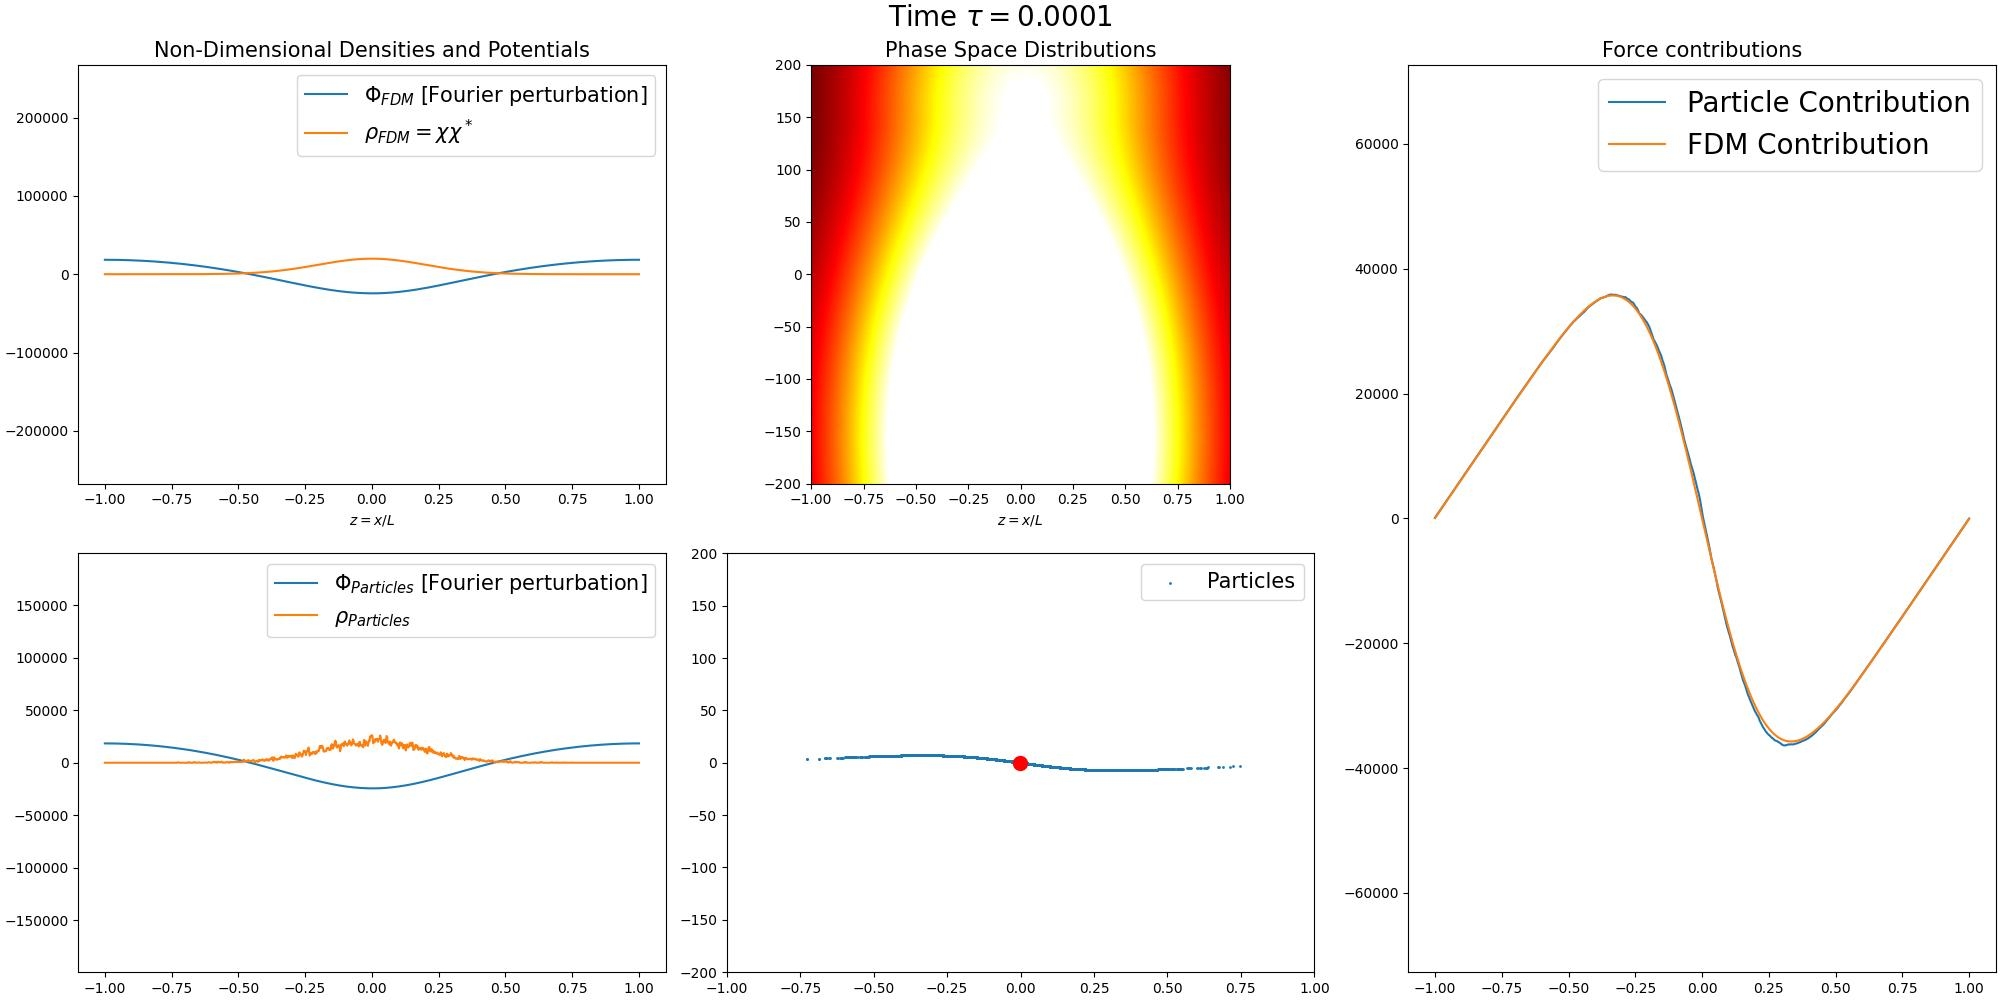 Time τ = 0.0001
Non-Dimensional Densities and Potentials
Φ_FDM [Fourier perturbation]
ρ_FDM = χχ*
200000
100000
0
−100000
−200000
−1.00 −0.75 −0.50 −0.25 0.00 0.25 0.50 0.75 1.00
z = x/L
Phase Space Distributions
200
150
100
50
0
−50
−100
−150
−200
−1.00 −0.75 −0.50 −0.25 0.00 0.25 0.50 0.75 1.00
z = x/L
Force contributions
Particle Contribution
FDM Contribution
60000
40000
20000
0
−20000
−40000
−60000
−1.00 −0.75 −0.50 −0.25 0.00 0.25 0.50 0.75 1.00
Φ_Particles [Fourier perturbation]
ρ_Particles
150000
100000
50000
0
−50000
−100000
−150000
−1.00 −0.75 −0.50 −0.25 0.00 0.25 0.50 0.75 1.00
Particles
200
150
100
50
0
−50
−100
−150
−200
−1.00 −0.75 −0.50 −0.25 0.00 0.25 0.50 0.75 1.00